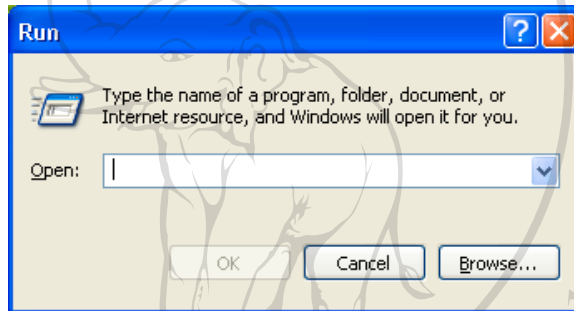 Run
?
Type the name of a program, folder, document, or
Internet resource, and Windows will open it for you.
Open:
OK Cancel Browse...